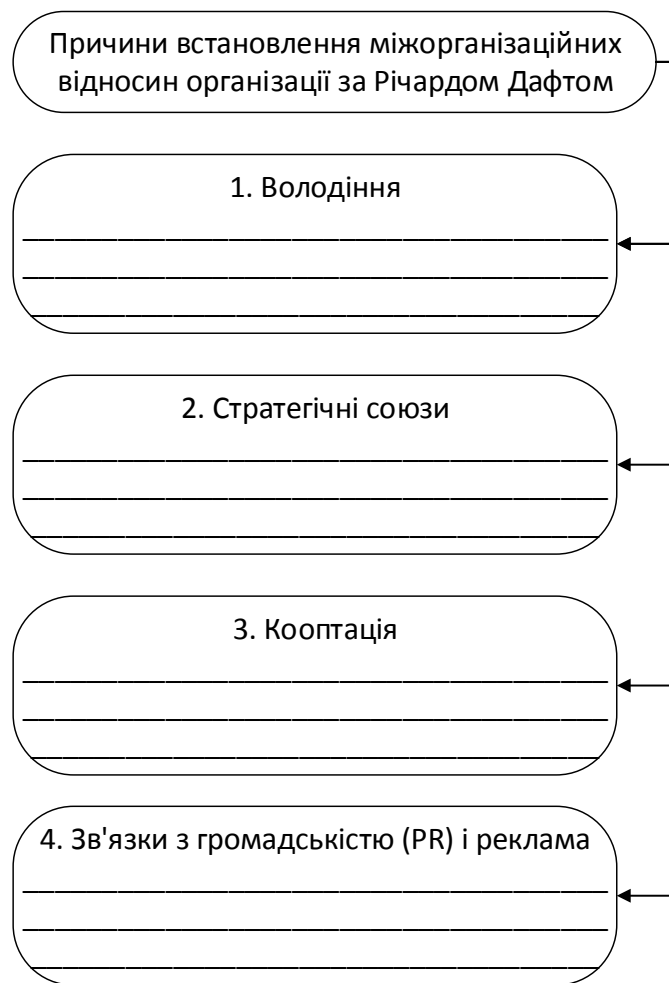 Причини встановлення міжорганізаційних
відносин організації за Річардом Дафтом
1. Володіння
2. Стратегічні союзи
3. Кооптація
4. Зв'язки з громадськістю (PR) і реклама